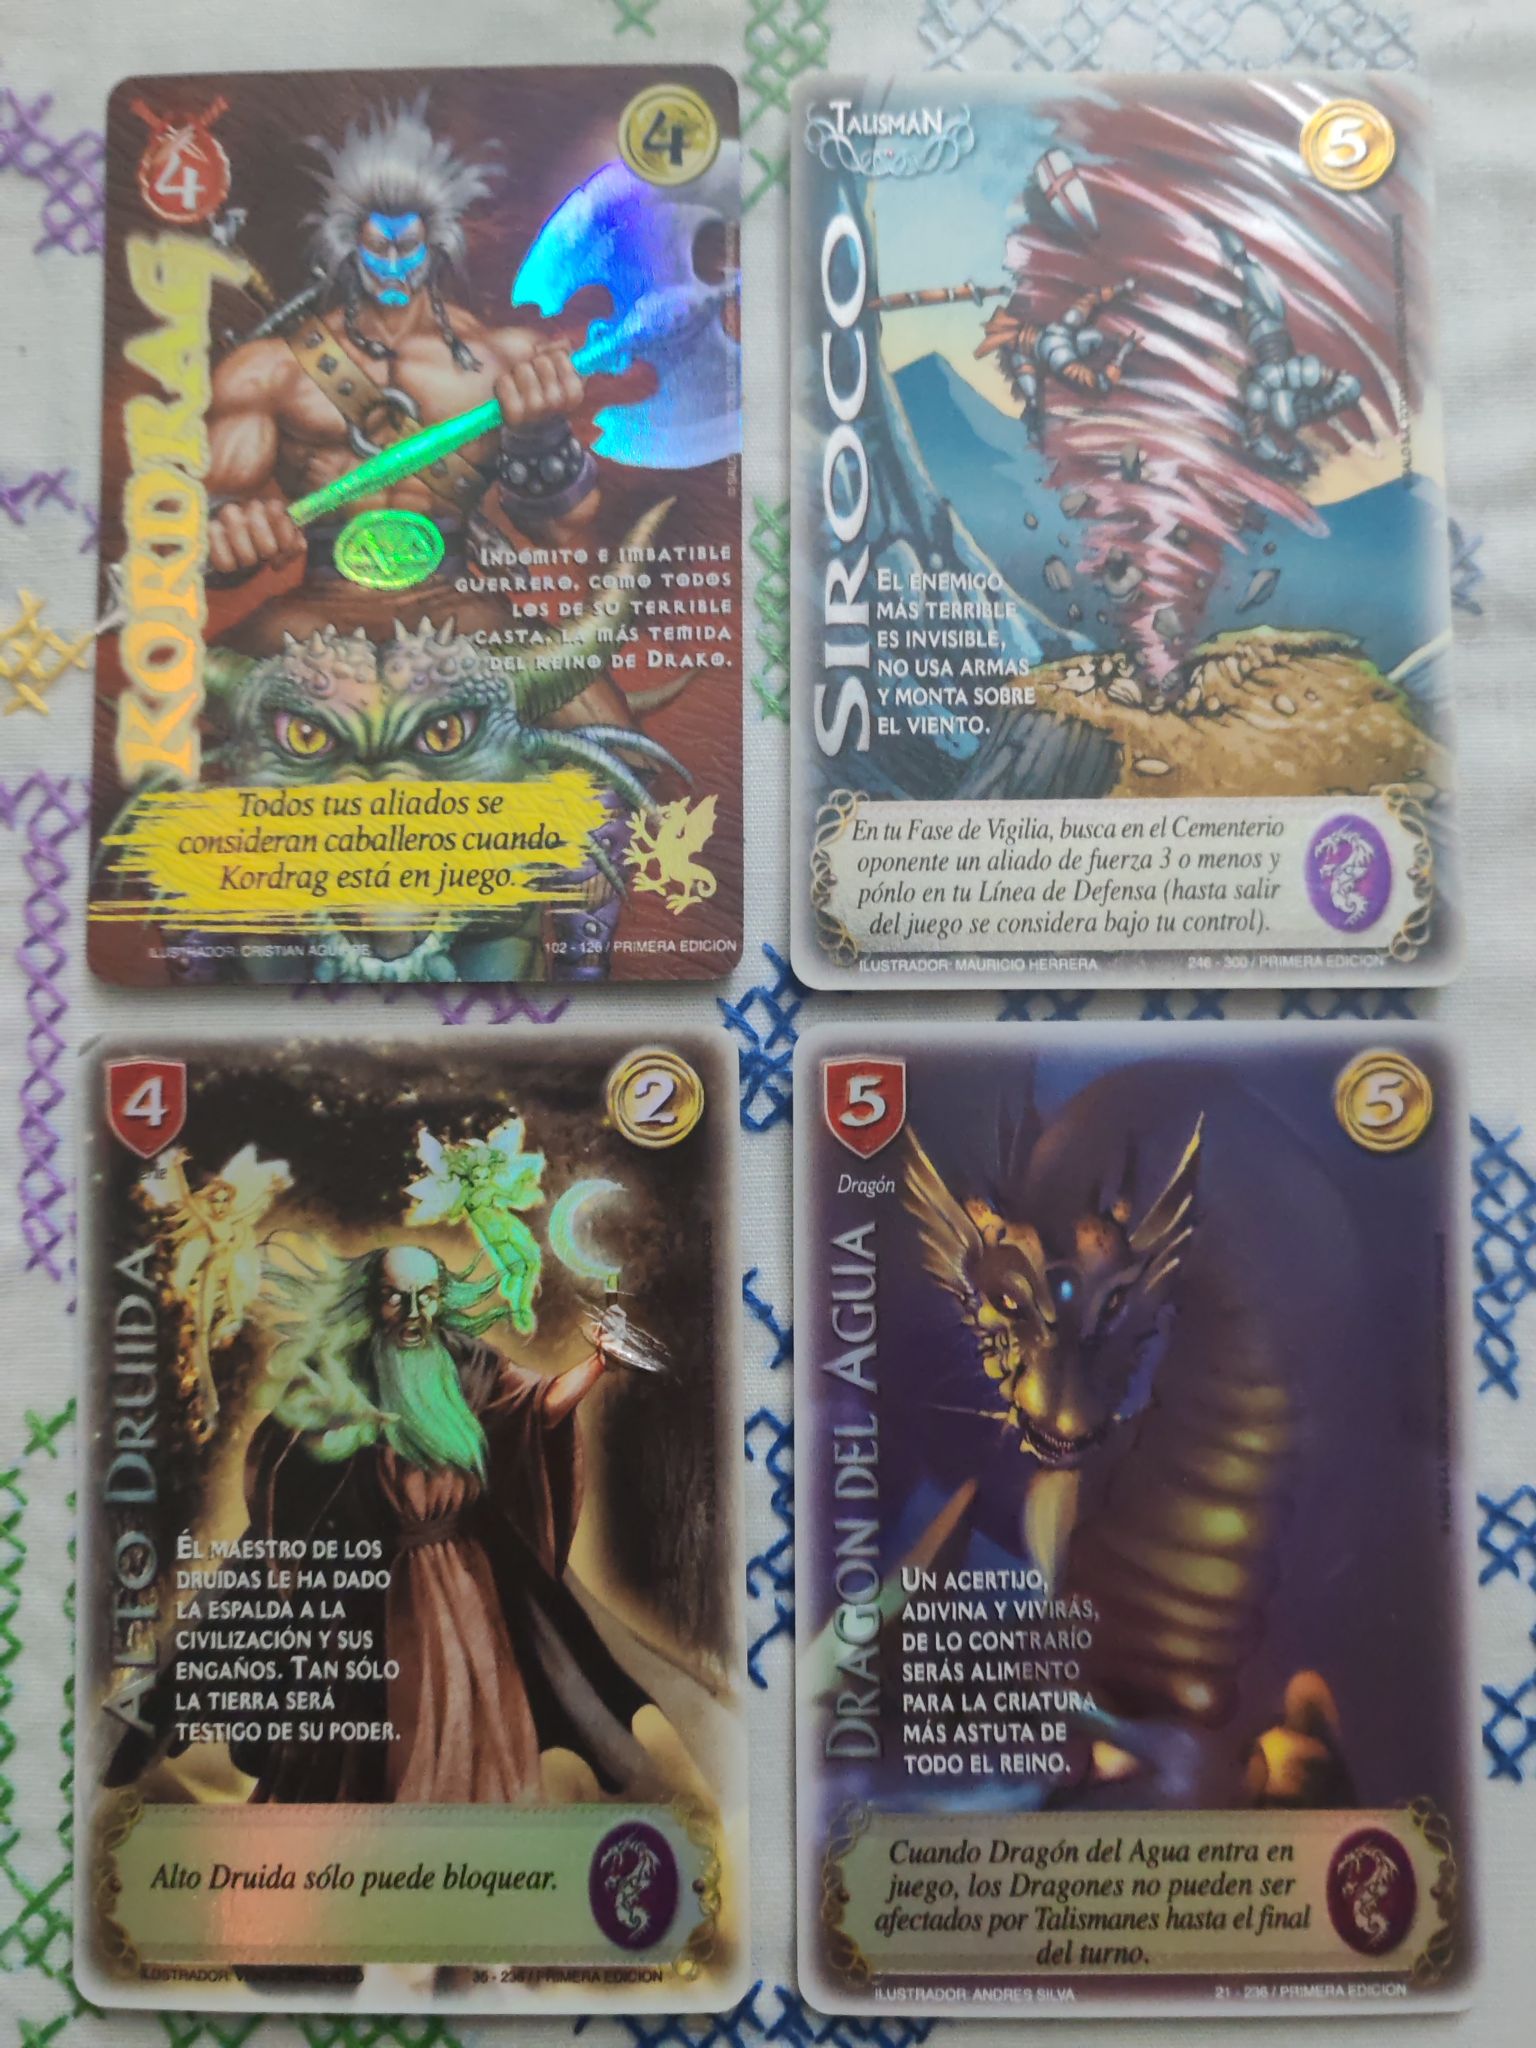 4
4
KORDRAG
INDÓMITO E IMBATIBLE
GUERRERO, COMO TODOS
LOS DE SU TERRIBLE
CASTA, LA MÁS TEMIDA
DEL REINO DE DRAKO.
Todos tus aliados se
consideran caballeros cuando
Kordrag está en juego.
ILUSTRADOR: CRISTIAN
102 - 126 / PRIMERA EDICION
TALISMAN
5
SIROCO
EL ENEMIGO
MÁS TERRIBLE
ES INVISIBLE,
NO USA ARMAS
Y MONTA SOBRE
EL VIENTO.
En tu Fase de Vigilia, busca en el Cementerio
oponente un aliado de fuerza 3 o menos y
pónlo en tu Línea de Defensa (hasta salir
del juego se considera bajo tu control).
ILUSTRADOR: MAURICIO HERRERA
246 - 300 / PRIMERA EDICION
4
2
ALTO DRUIDA
ÉL MAESTRO DE LOS
DRUIDAS LE HA DADO
LA ESPALDA A LA
CIVILIZACIÓN Y SUS
ENGAÑOS. TAN SÓLO
LA TIERRA SERÁ
TESTIGO DE SU PODER.
Alto Druida sólo puede bloquear.
ILUSTRADOR:
35 - 236 / PRIMERA EDICION
5
5
Dragón
DRAGON DEL AGUA
UN ACERTIJO,
ADIVINA Y VIVIRÁS,
DE LO CONTRARÍO
SERÁS ALIMENTO
PARA LA CRIATURA
MÁS ASTUTA DE
TODO EL REINO.
Cuando Dragón del Agua entra en
juego, los Dragones no pueden ser
afectados por Talismanes hasta el final
del turno.
ILUSTRADOR: ANDRES SILVA
21 - 236 / PRIMERA EDICION